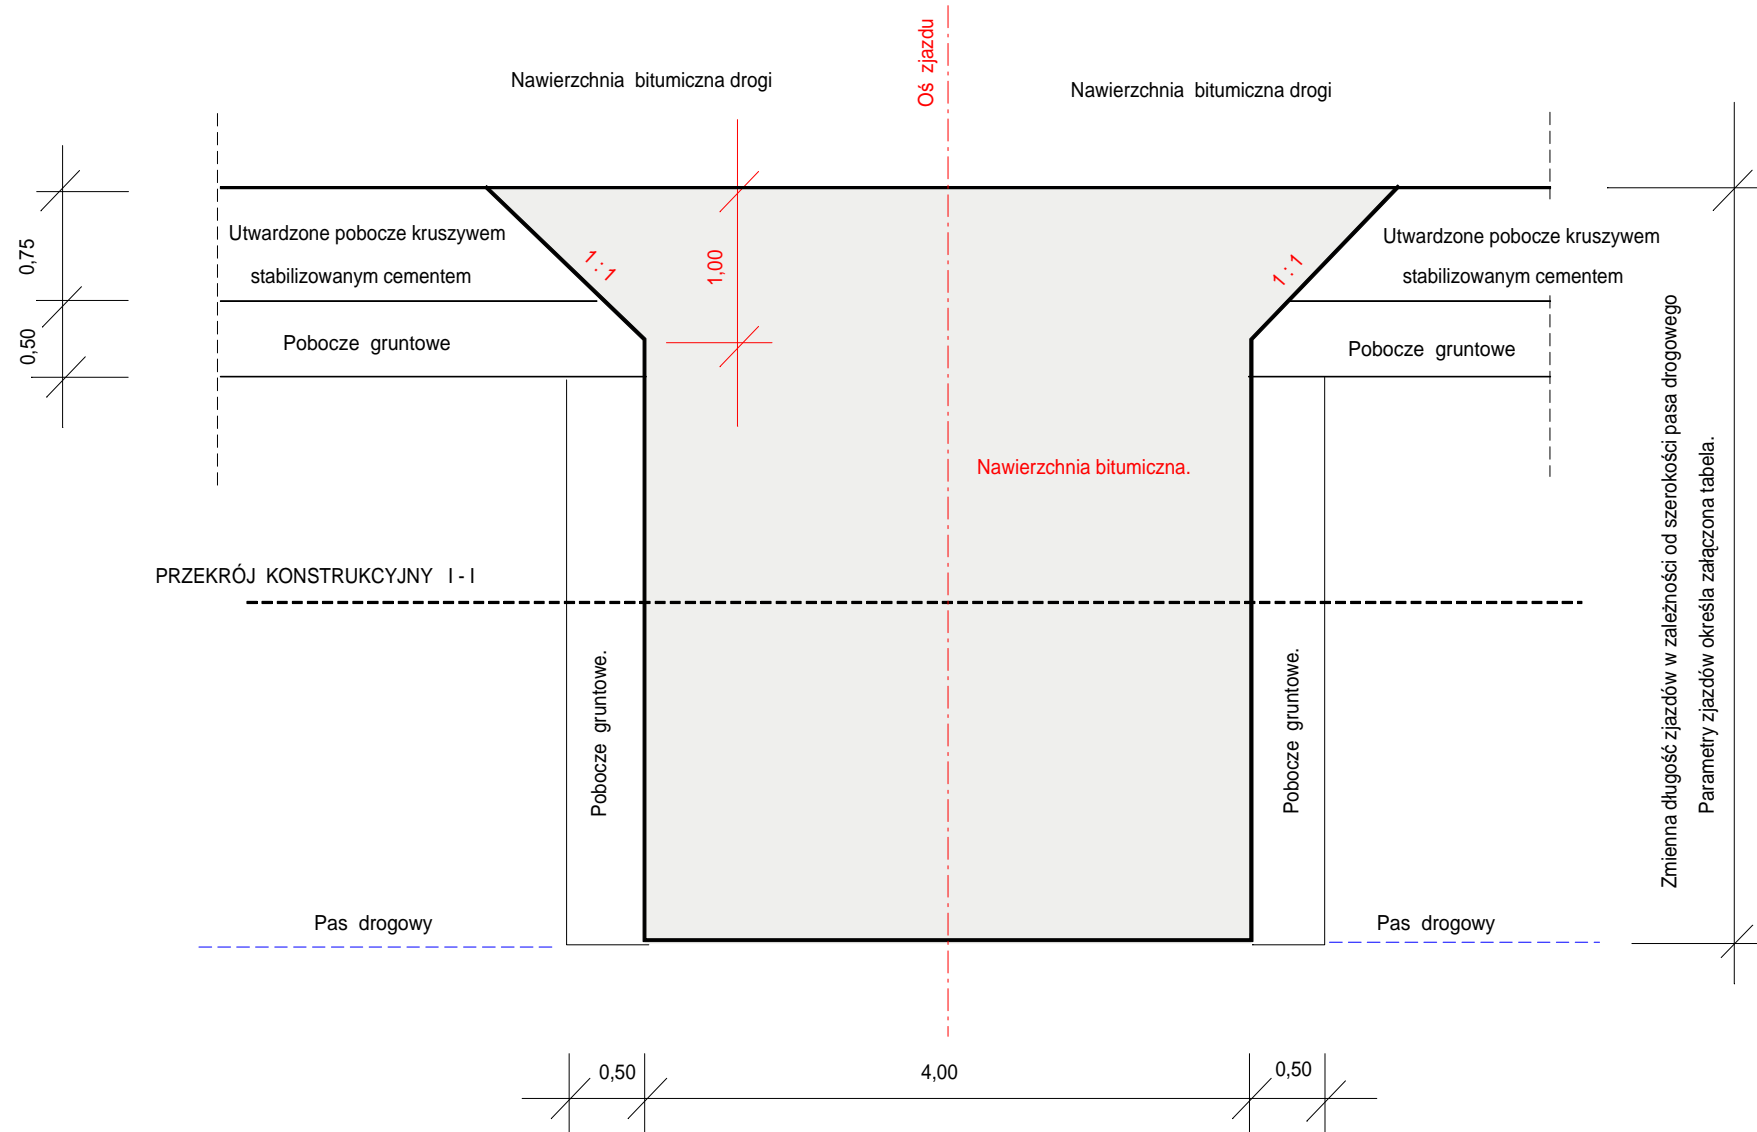 Oś zjazdu
Nawierzchnia bitumiczna drogi
Nawierzchnia bitumiczna drogi
0,75
0,50
Utwardzone pobocze kruszywem
stabilizowanym cementem
Pobocze gruntowe
1:1
1,00
1:1
Utwardzone pobocze kruszywem
stabilizowanym cementem
Pobocze gruntowe
Nawierzchnia bitumiczna.
PRZEKRÓJ KONSTRUKCYJNY I - I
Pobocze gruntowe.
Pobocze gruntowe.
Zmienna długość zjazdów w zależności od szerokości pasa drogowego
Parametry zjazdów określa załączona tabela.
Pas drogowy
Pas drogowy
0,50
4,00
0,50